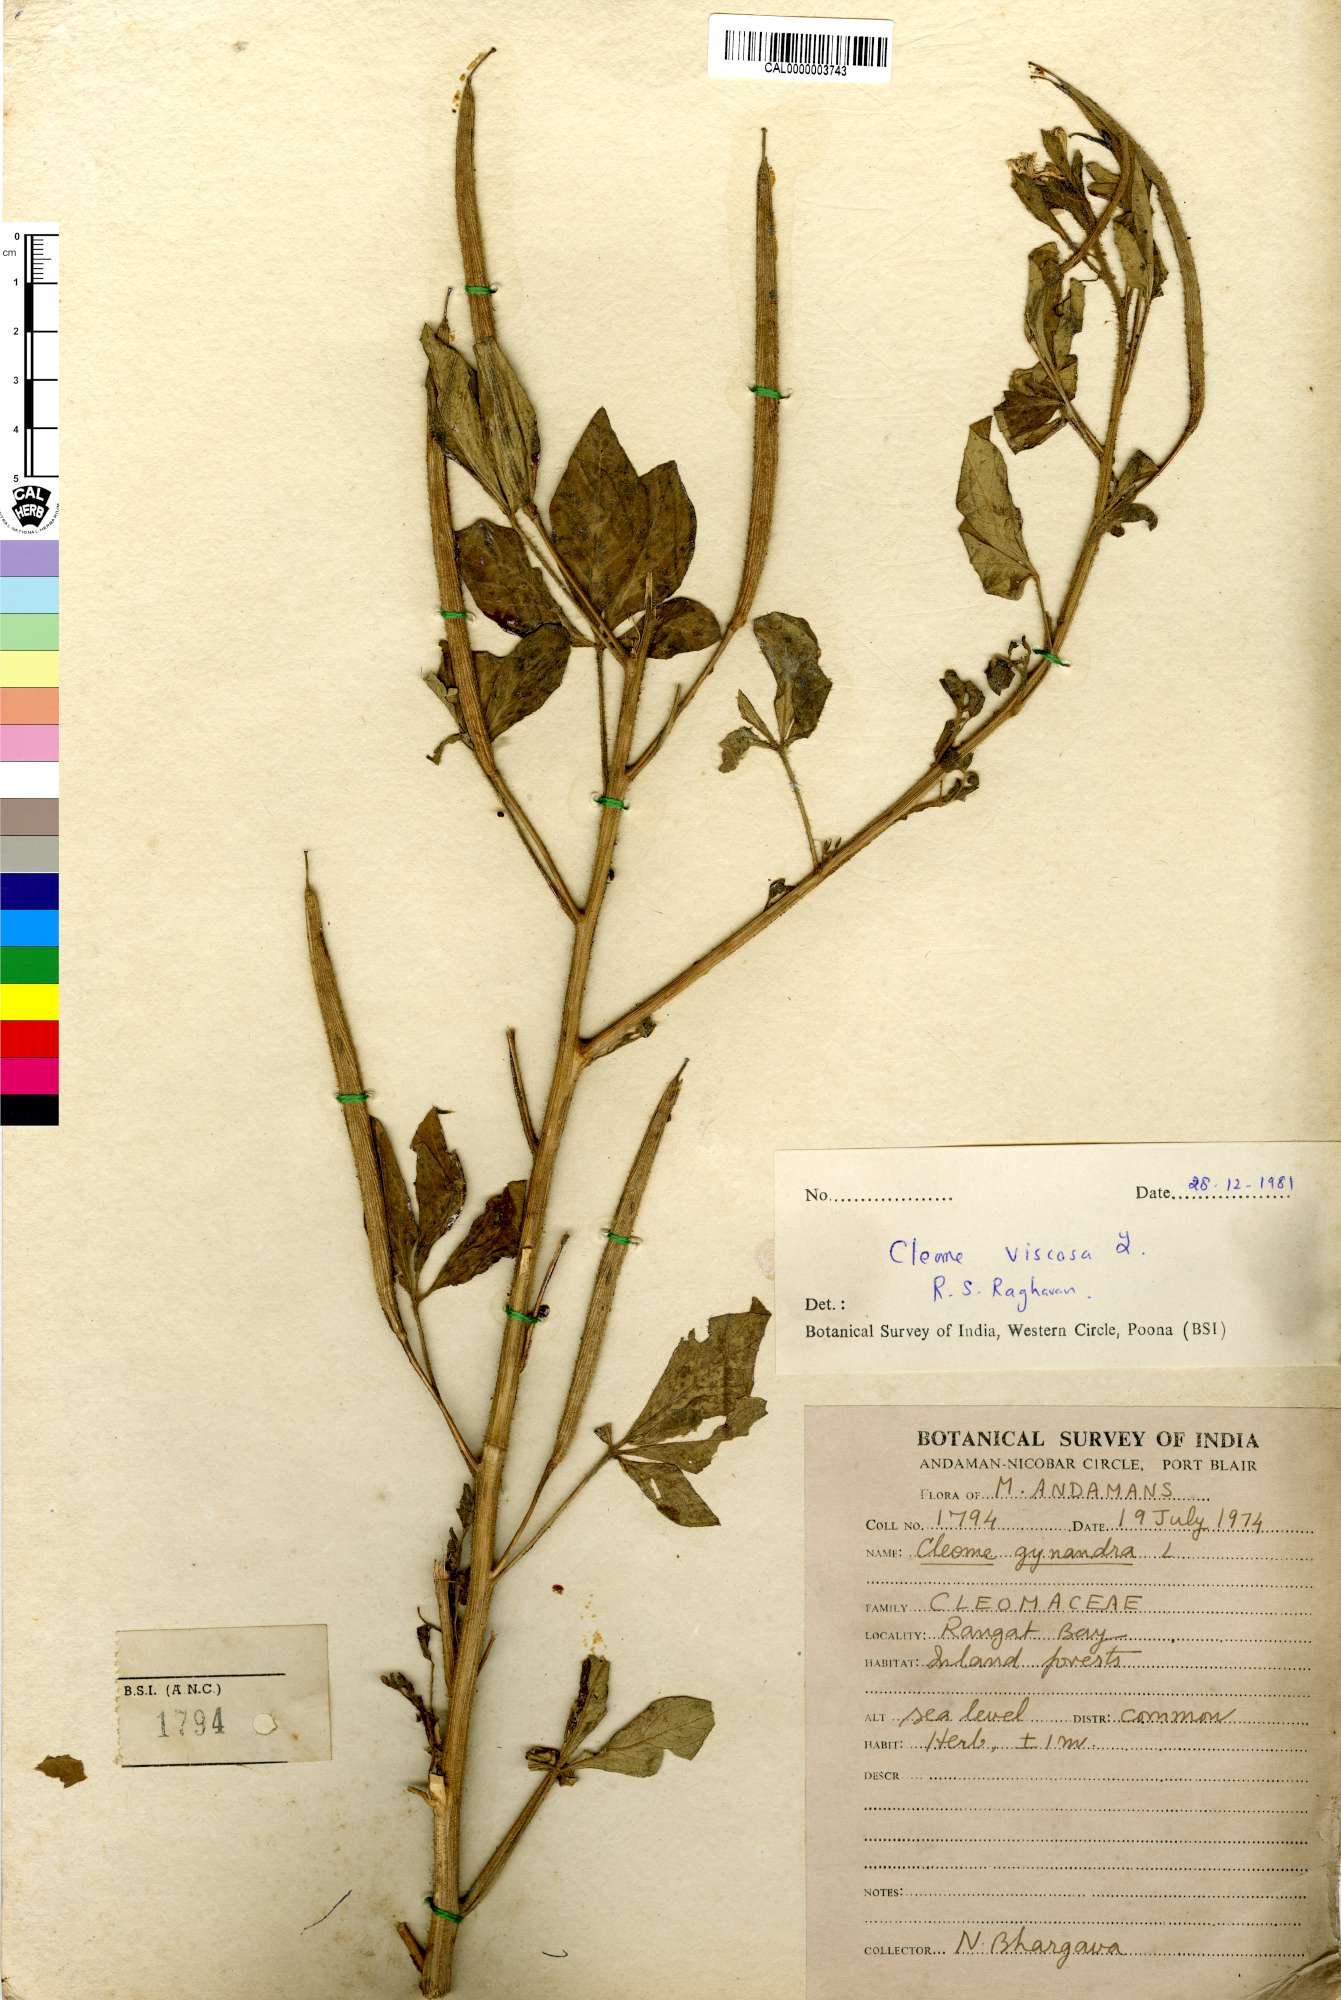 CAL0000003743
0
cm
1
2
3
4
5
CAL
HERB
No...................
Date 28-12-1981
Cleome viscosa L.
R. S. Raghavan.
Det. :
Botanical Survey of India, Western Circle, Poona (BSI)
BOTANICAL SURVEY OF INDIA
ANDAMAN-NICOBAR CIRCLE, PORT BLAIR
FLORA OF M. ANDAMANS
COLL NO. 1794 DATE 19 July 1974
NAME: Cleome gynandra L
FAMILY CLEOMACEAE
LOCALITY: Rangat Bay
HABITAT: Inland forests
ALT sea level DISTR: common
HABIT: Herb, ± 1 m.
DESCR
NOTES:
COLLECTOR N. Bhargava
B.S.I. (A N.C.)
1794